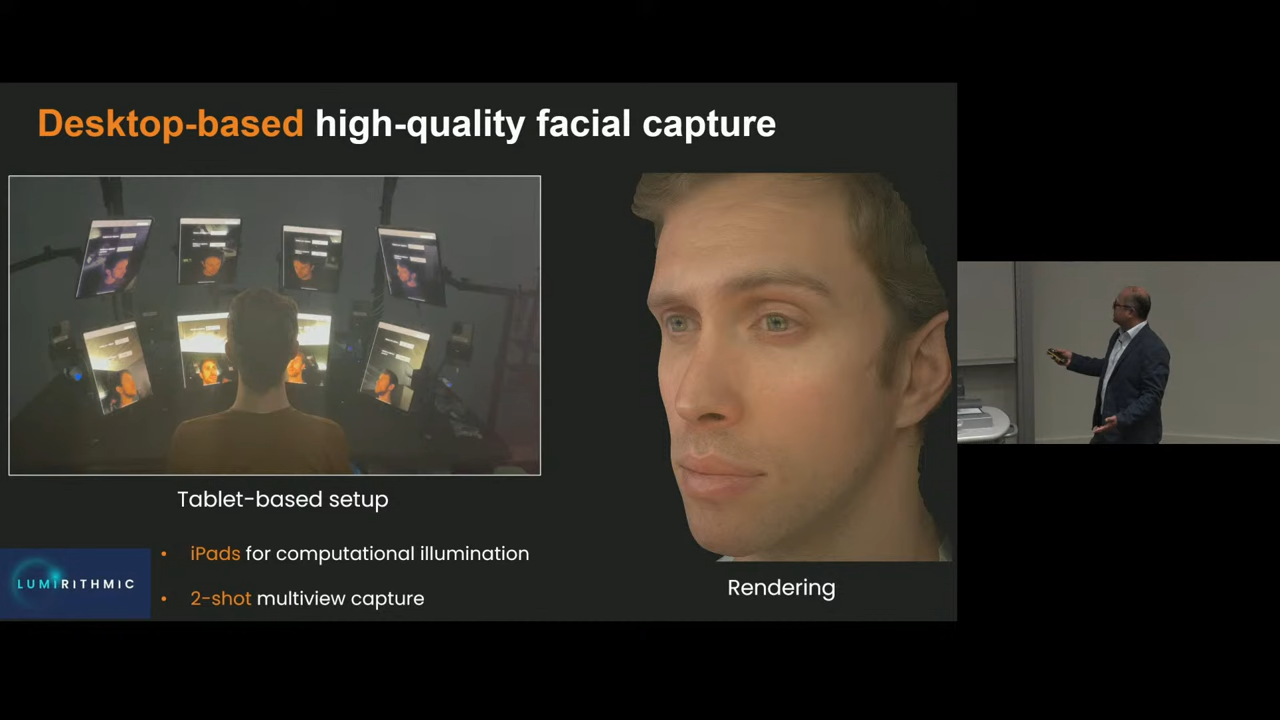 Desktop-based high-quality facial capture
Tablet-based setup
• iPads for computational illumination
LUMIRITHMIC
• 2-shot multiview capture
Rendering